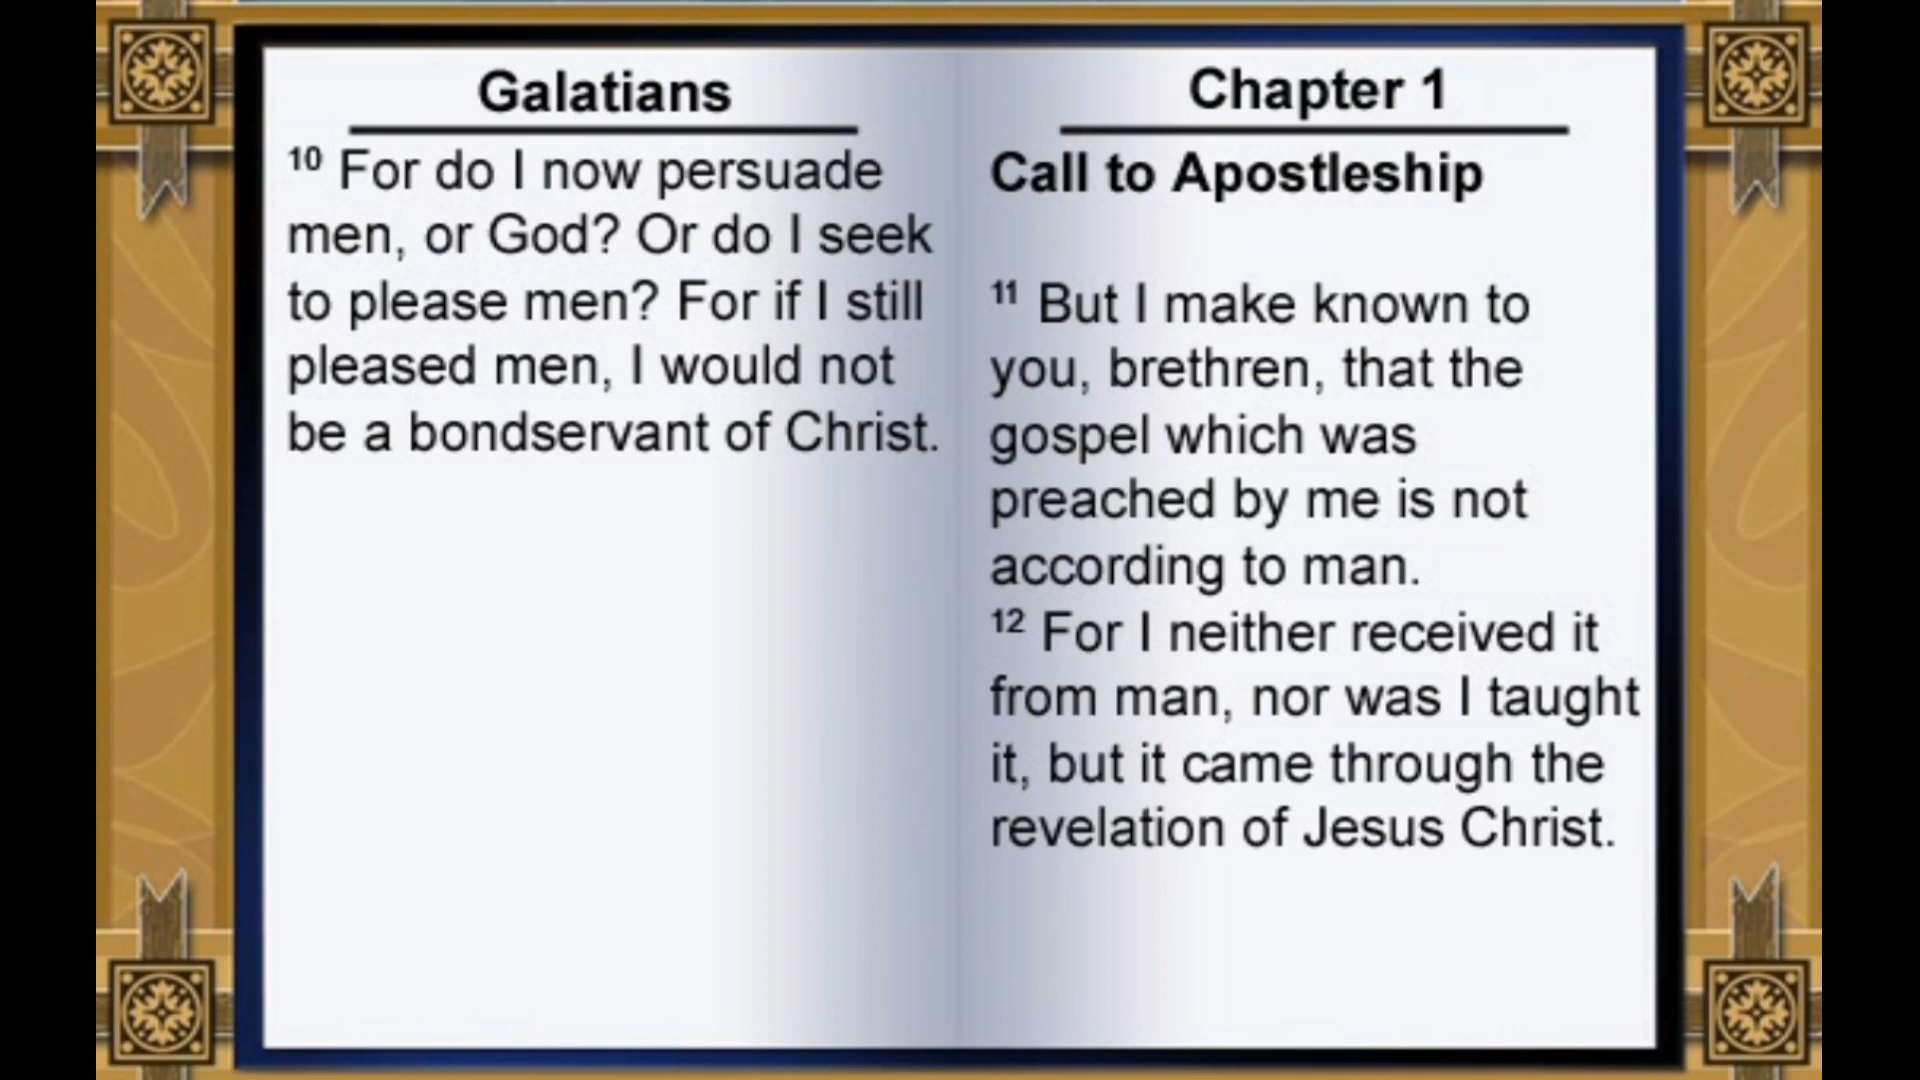 Galatians
10 For do I now persuade
men, or God? Or do I seek
to please men? For if I still
pleased men, I would not
be a bondservant of Christ.
Chapter 1
Call to Apostleship
11 But I make known to
you, brethren, that the
gospel which was
preached by me is not
according to man.
12 For I neither received it
from man, nor was I taught
it, but it came through the
revelation of Jesus Christ.